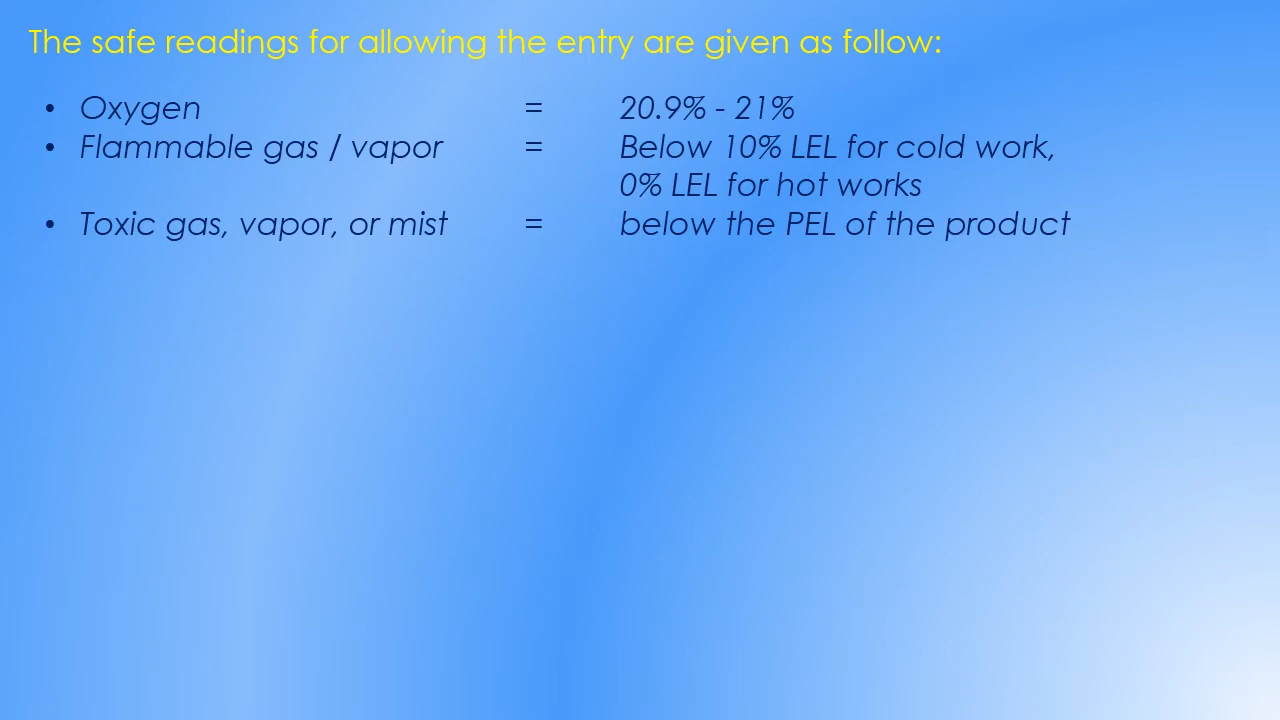 The safe readings for allowing the entry are given as follow:
• Oxygen = 20.9% - 21%
• Flammable gas / vapor = Below 10% LEL for cold work,
0% LEL for hot works
• Toxic gas, vapor, or mist = below the PEL of the product